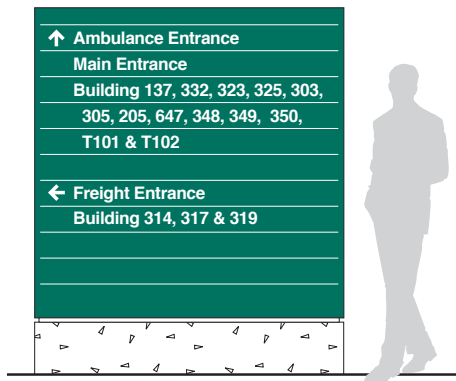 ↑ Ambulance Entrance
Main Entrance
Building 137, 332, 323, 325, 303,
305, 205, 647, 348, 349, 350,
T101 & T102
← Freight Entrance
Building 314, 317 & 319